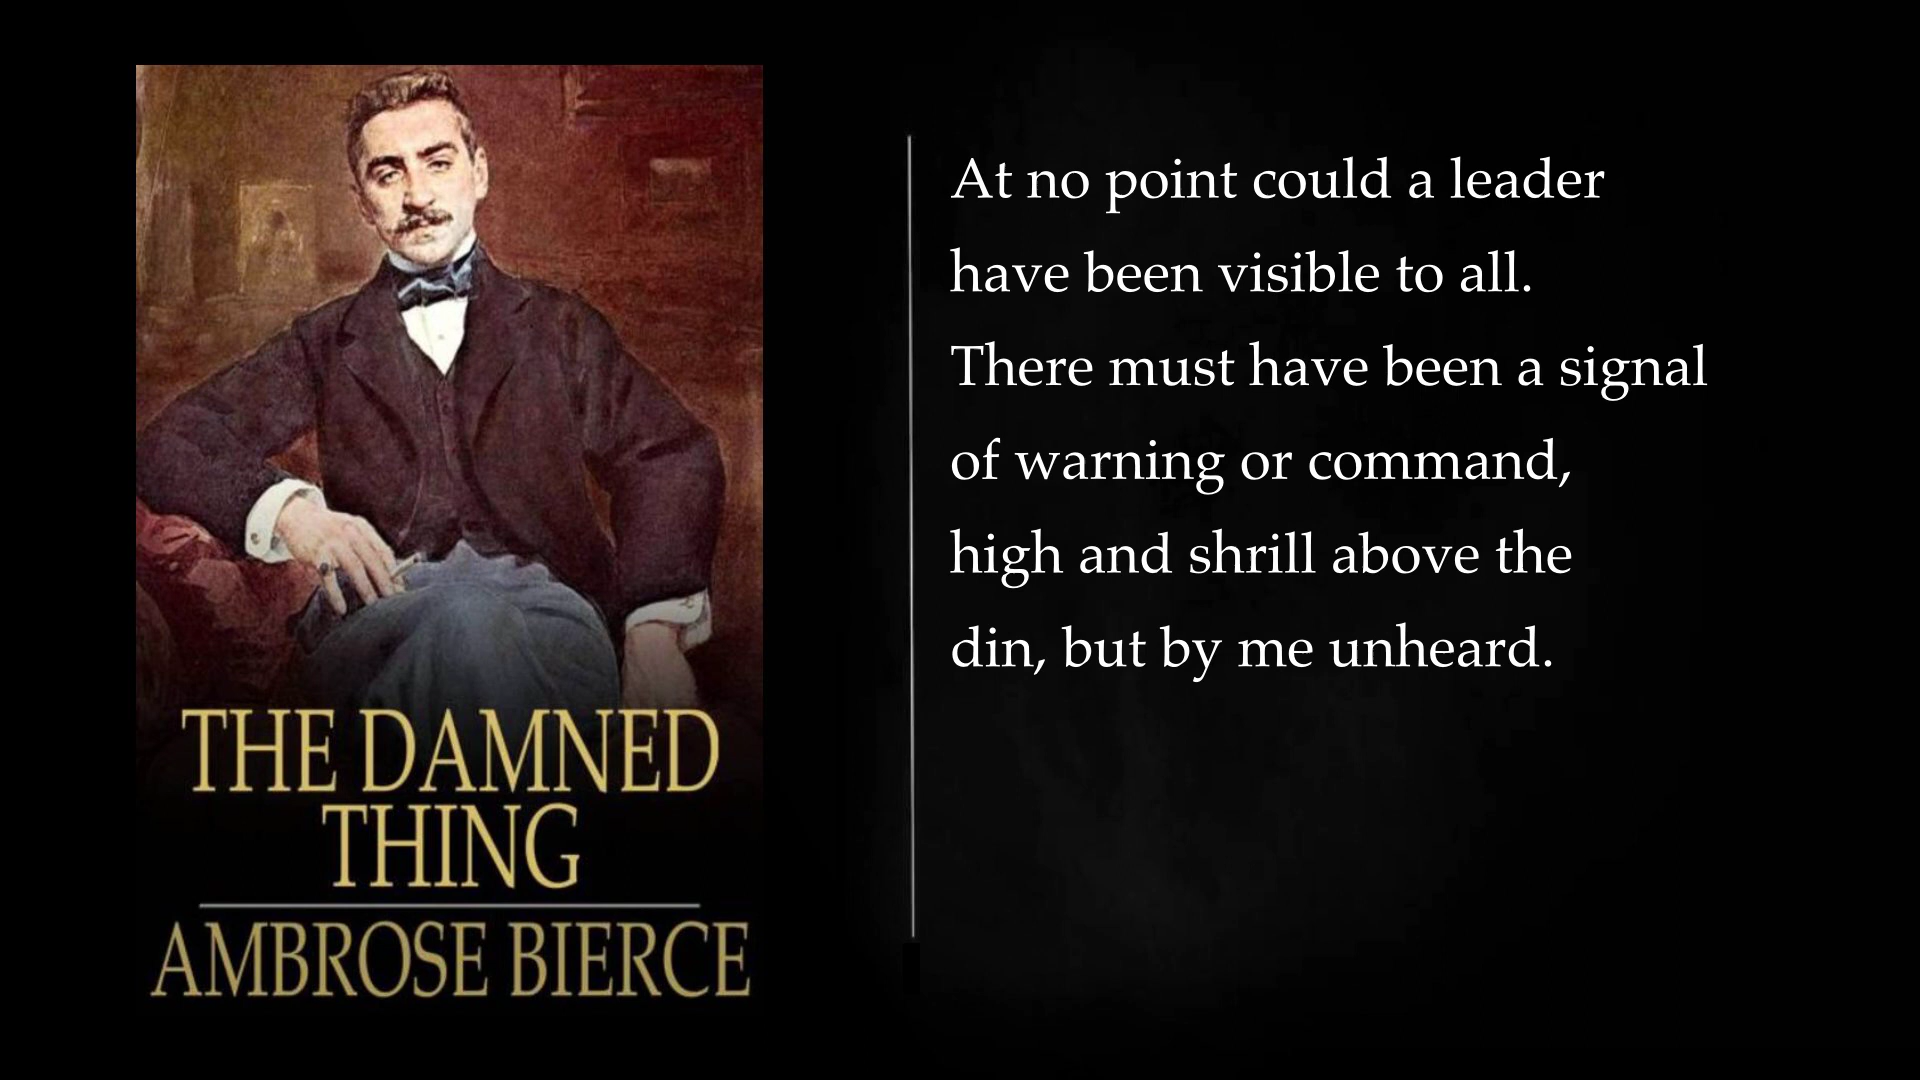 THE DAMNED
THING
AMBROSE BIERCE
At no point could a leader
have been visible to all.
There must have been a signal
of warning or command,
high and shrill above the
din, but by me unheard.